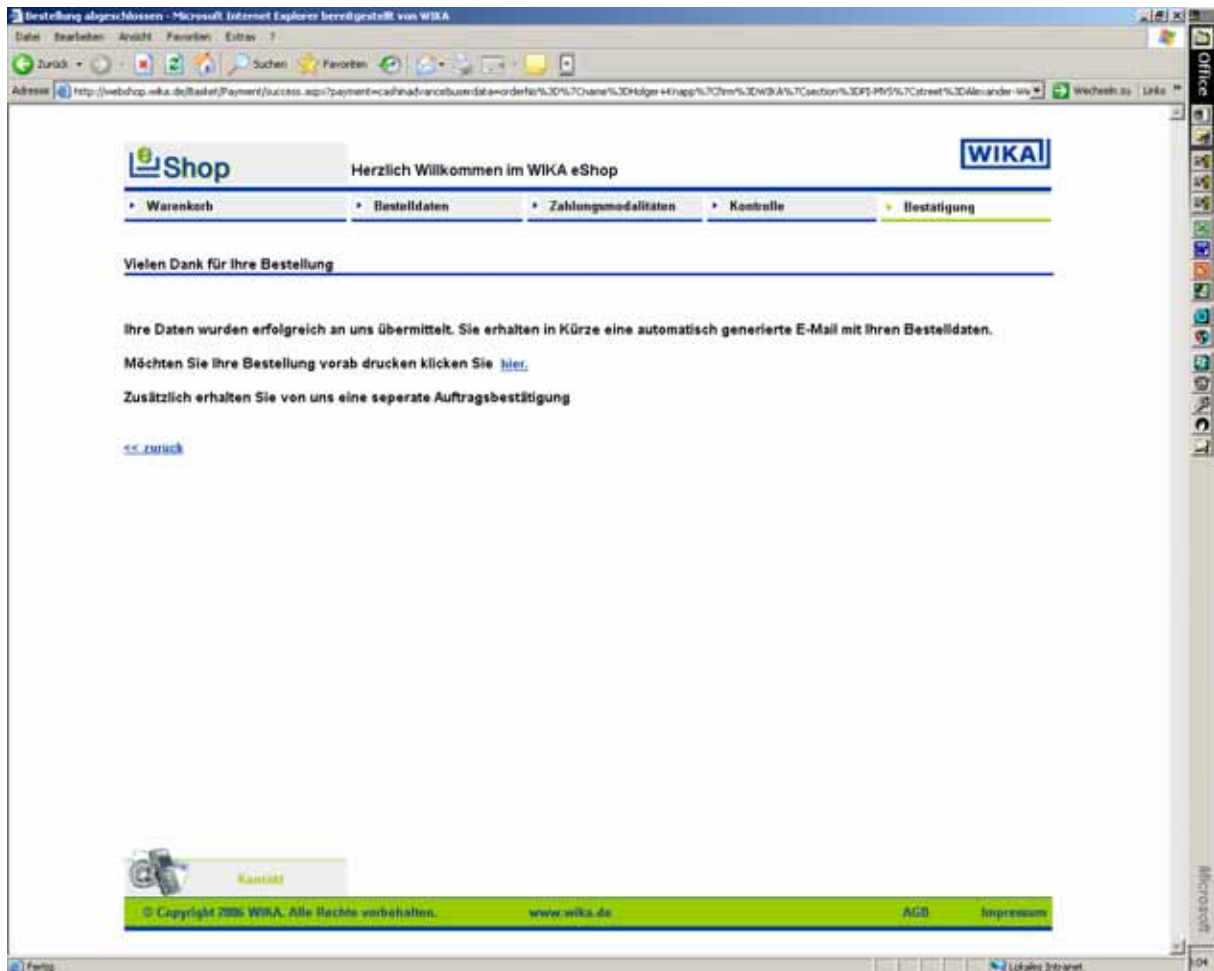 Bestellung abgeschlossen - Microsoft Internet Explorer bereitgestellt von WIKA
Datei Bearbeiten Ansicht Favoriten Extras ?
Zurück Suchen Favoriten
Adresse Wechseln zu Links »
Office
eShop
Herzlich Willkommen im WIKA eShop
WIKA
Warenkorb Bestelldaten Zahlungsmodalitäten Kontrolle Bestätigung
Vielen Dank für Ihre Bestellung
Ihre Daten wurden erfolgreich an uns übermittelt. Sie erhalten in Kürze eine automatisch generierte E-Mail mit Ihren Bestelldaten.
Möchten Sie Ihre Bestellung vorab drucken klicken Sie hier.
Zusätzlich erhalten Sie von uns eine seperate Auftragsbestätigung
<< zurück
Kontakt
© Copyright 2006 WIKA. Alle Rechte vorbehalten. www.wika.de AGB Impressum
Microsoft
Fertig Lokales Intranet